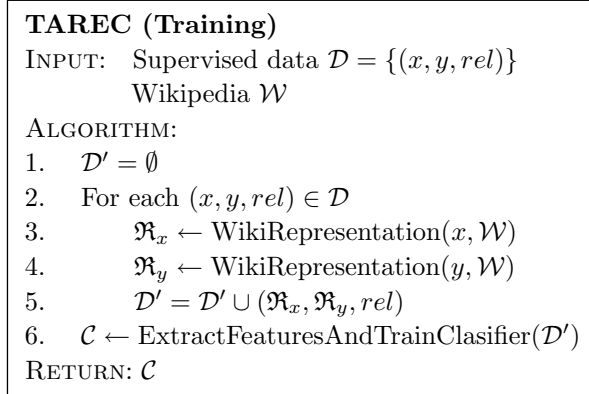 TAREC (Training)
INPUT: Supervised data 𝒟 = {(x, y, rel)}
Wikipedia 𝒲
ALGORITHM:
1. 𝒟′ = ∅
2. For each (x, y, rel) ∈ 𝒟
3. ℜ_x ← WikiRepresentation(x, 𝒲)
4. ℜ_y ← WikiRepresentation(y, 𝒲)
5. 𝒟′ = 𝒟′ ∪ (ℜ_x, ℜ_y, rel)
6. 𝒞 ← ExtractFeaturesAndTrainClasifier(𝒟′)
RETURN: 𝒞